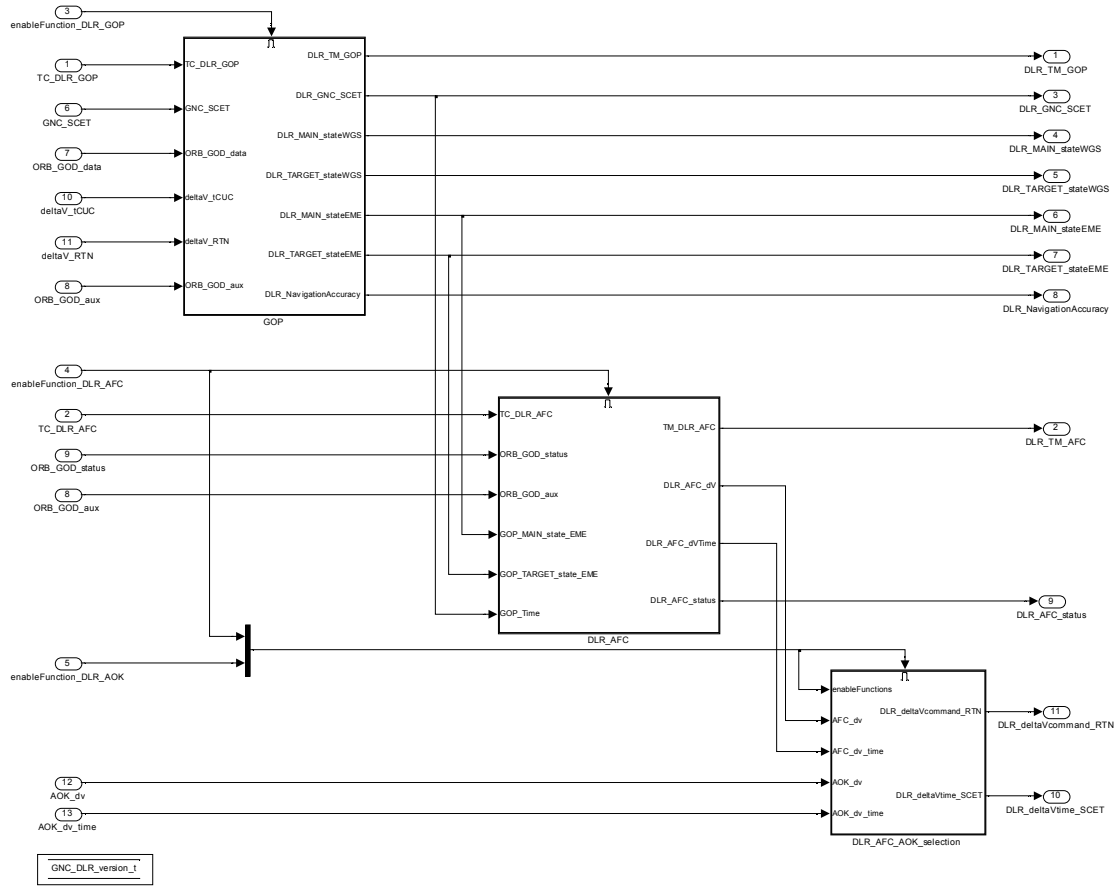 3
enableFunction_DLR_GOP
1
TC_DLR_GOP
6
GNC_SCET
7
ORB_GOD_data
10
deltaV_tCUC
11
deltaV_RTN
8
ORB_GOD_aux
TC_DLR_GOP
GNC_SCET
ORB_GOD_data
deltaV_tCUC
deltaV_RTN
ORB_GOD_aux
DLR_TM_GOP
DLR_GNC_SCET
DLR_MAIN_stateWGS
DLR_TARGET_stateWGS
DLR_MAIN_stateEME
DLR_TARGET_stateEME
DLR_NavigationAccuracy
GOP
1
DLR_TM_GOP
3
DLR_GNC_SCET
4
DLR_MAIN_stateWGS
5
DLR_TARGET_stateWGS
6
DLR_MAIN_stateEME
7
DLR_TARGET_stateEME
8
DLR_NavigationAccuracy
4
enableFunction_DLR_AFC
2
TC_DLR_AFC
9
ORB_GOD_status
8
ORB_GOD_aux
TC_DLR_AFC
ORB_GOD_status
ORB_GOD_aux
GOP_MAIN_state_EME
GOP_TARGET_state_EME
GOP_Time
TM_DLR_AFC
DLR_AFC_dV
DLR_AFC_dVTime
DLR_AFC_status
DLR_AFC
2
DLR_TM_AFC
9
DLR_AFC_status
5
enableFunction_DLR_AOK
12
AOK_dv
13
AOK_dv_time
enableFunctions
AFC_dv
AFC_dv_time
AOK_dv
AOK_dv_time
DLR_deltaVcommand_RTN
DLR_deltaVtime_SCET
DLR_AFC_AOK_selection
11
DLR_deltaVcommand_RTN
10
DLR_deltaVtime_SCET
GNC_DLR_version_t